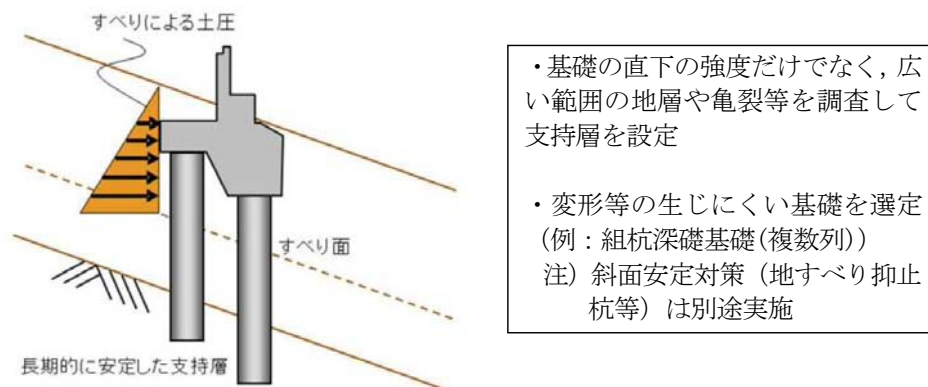 すべりによる土圧
すべり面
長期的に安定した支持層
・基礎の直下の強度だけでなく, 広
い範囲の地層や亀裂等を調査して
支持層を設定
・変形等の生じにくい基礎を選定
（例：組杭深礎基礎(複数列)）
注）斜面安定対策（地すべり抑止
杭等）は別途実施